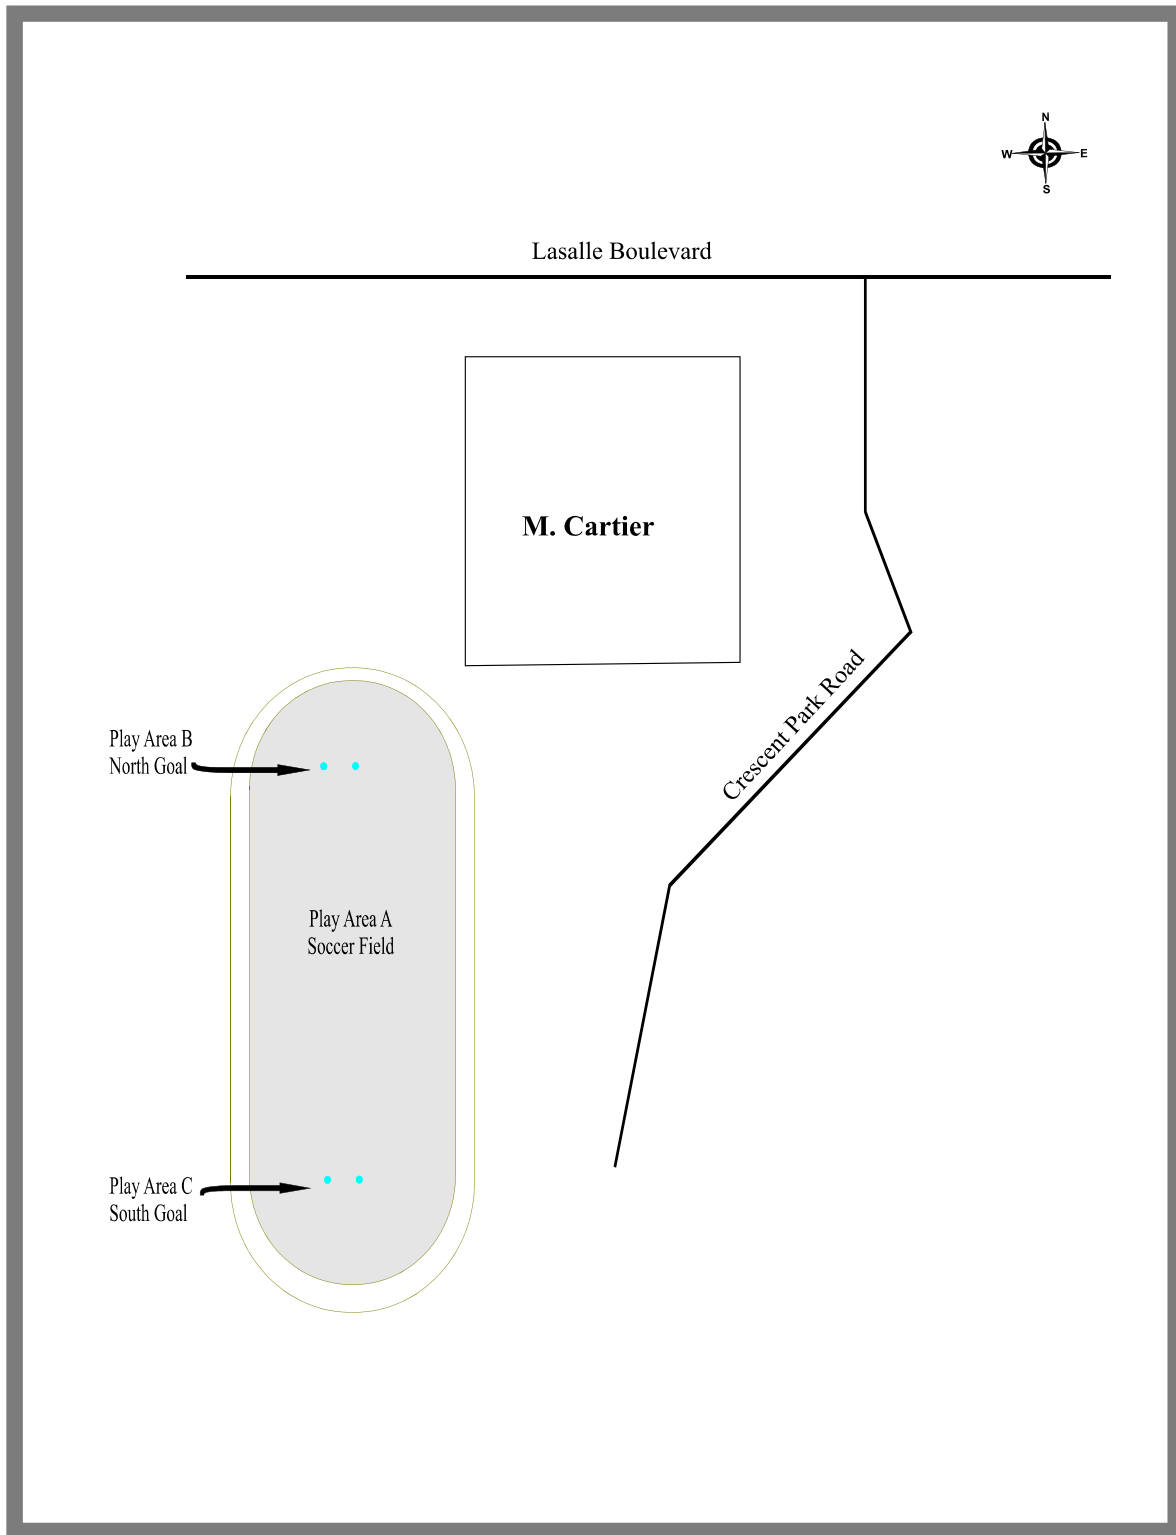 N
W E
S
Lasalle Boulevard
M. Cartier
Crescent Park Road
Play Area B
North Goal
Play Area A
Soccer Field
Play Area C
South Goal